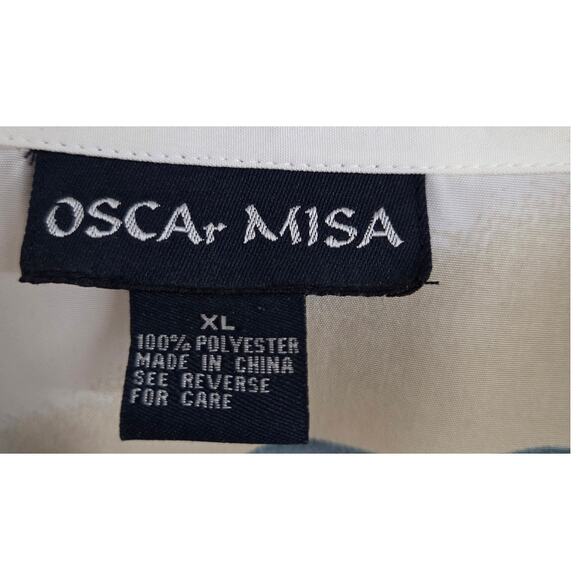 OSCAr MISA
XL
100% POLYESTER
MADE IN CHINA
SEE REVERSE
FOR CARE